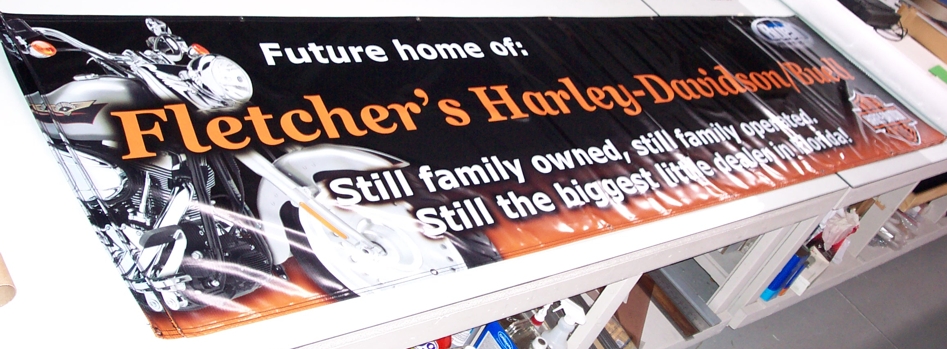 Future home of:
Fletcher's Harley-Davidson/Buell
Still family owned, still family operated.
Still the biggest little dealer in Florida!